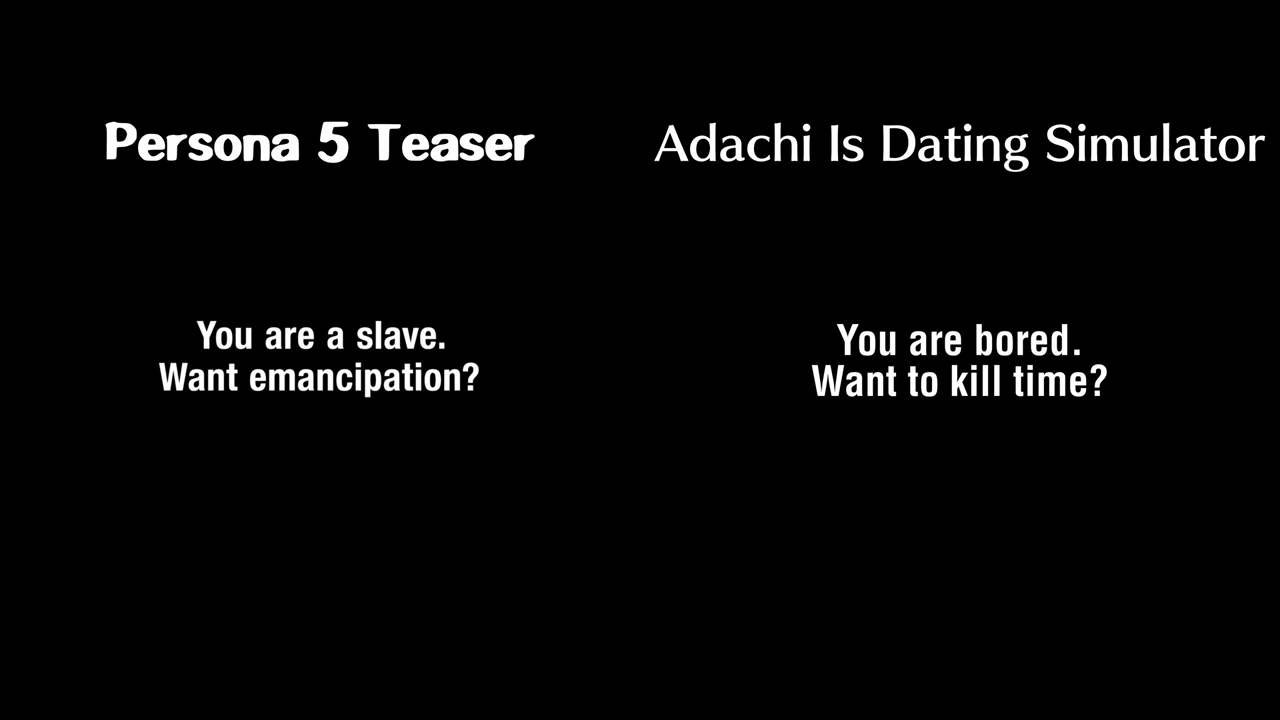 Persona 5 Teaser
Adachi Is Dating Simulator
You are a slave.
Want emancipation?
You are bored.
Want to kill time?